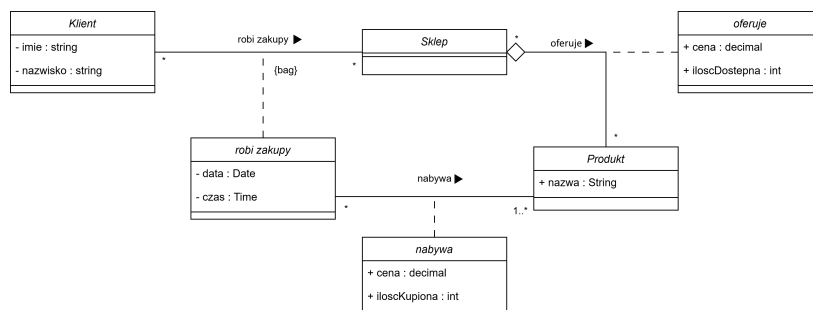 Klient
- imie : string
- nazwisko : string
*
robi zakupy ▶
{bag}
*
Sklep
*
oferuje ▶
*
oferuje
+ cena : decimal
+ iloscDostepna : int
robi zakupy
- data : Date
- czas : Time
*
nabywa ▶
1..*
Produkt
+ nazwa : String
nabywa
+ cena : decimal
+ iloscKupiona : int